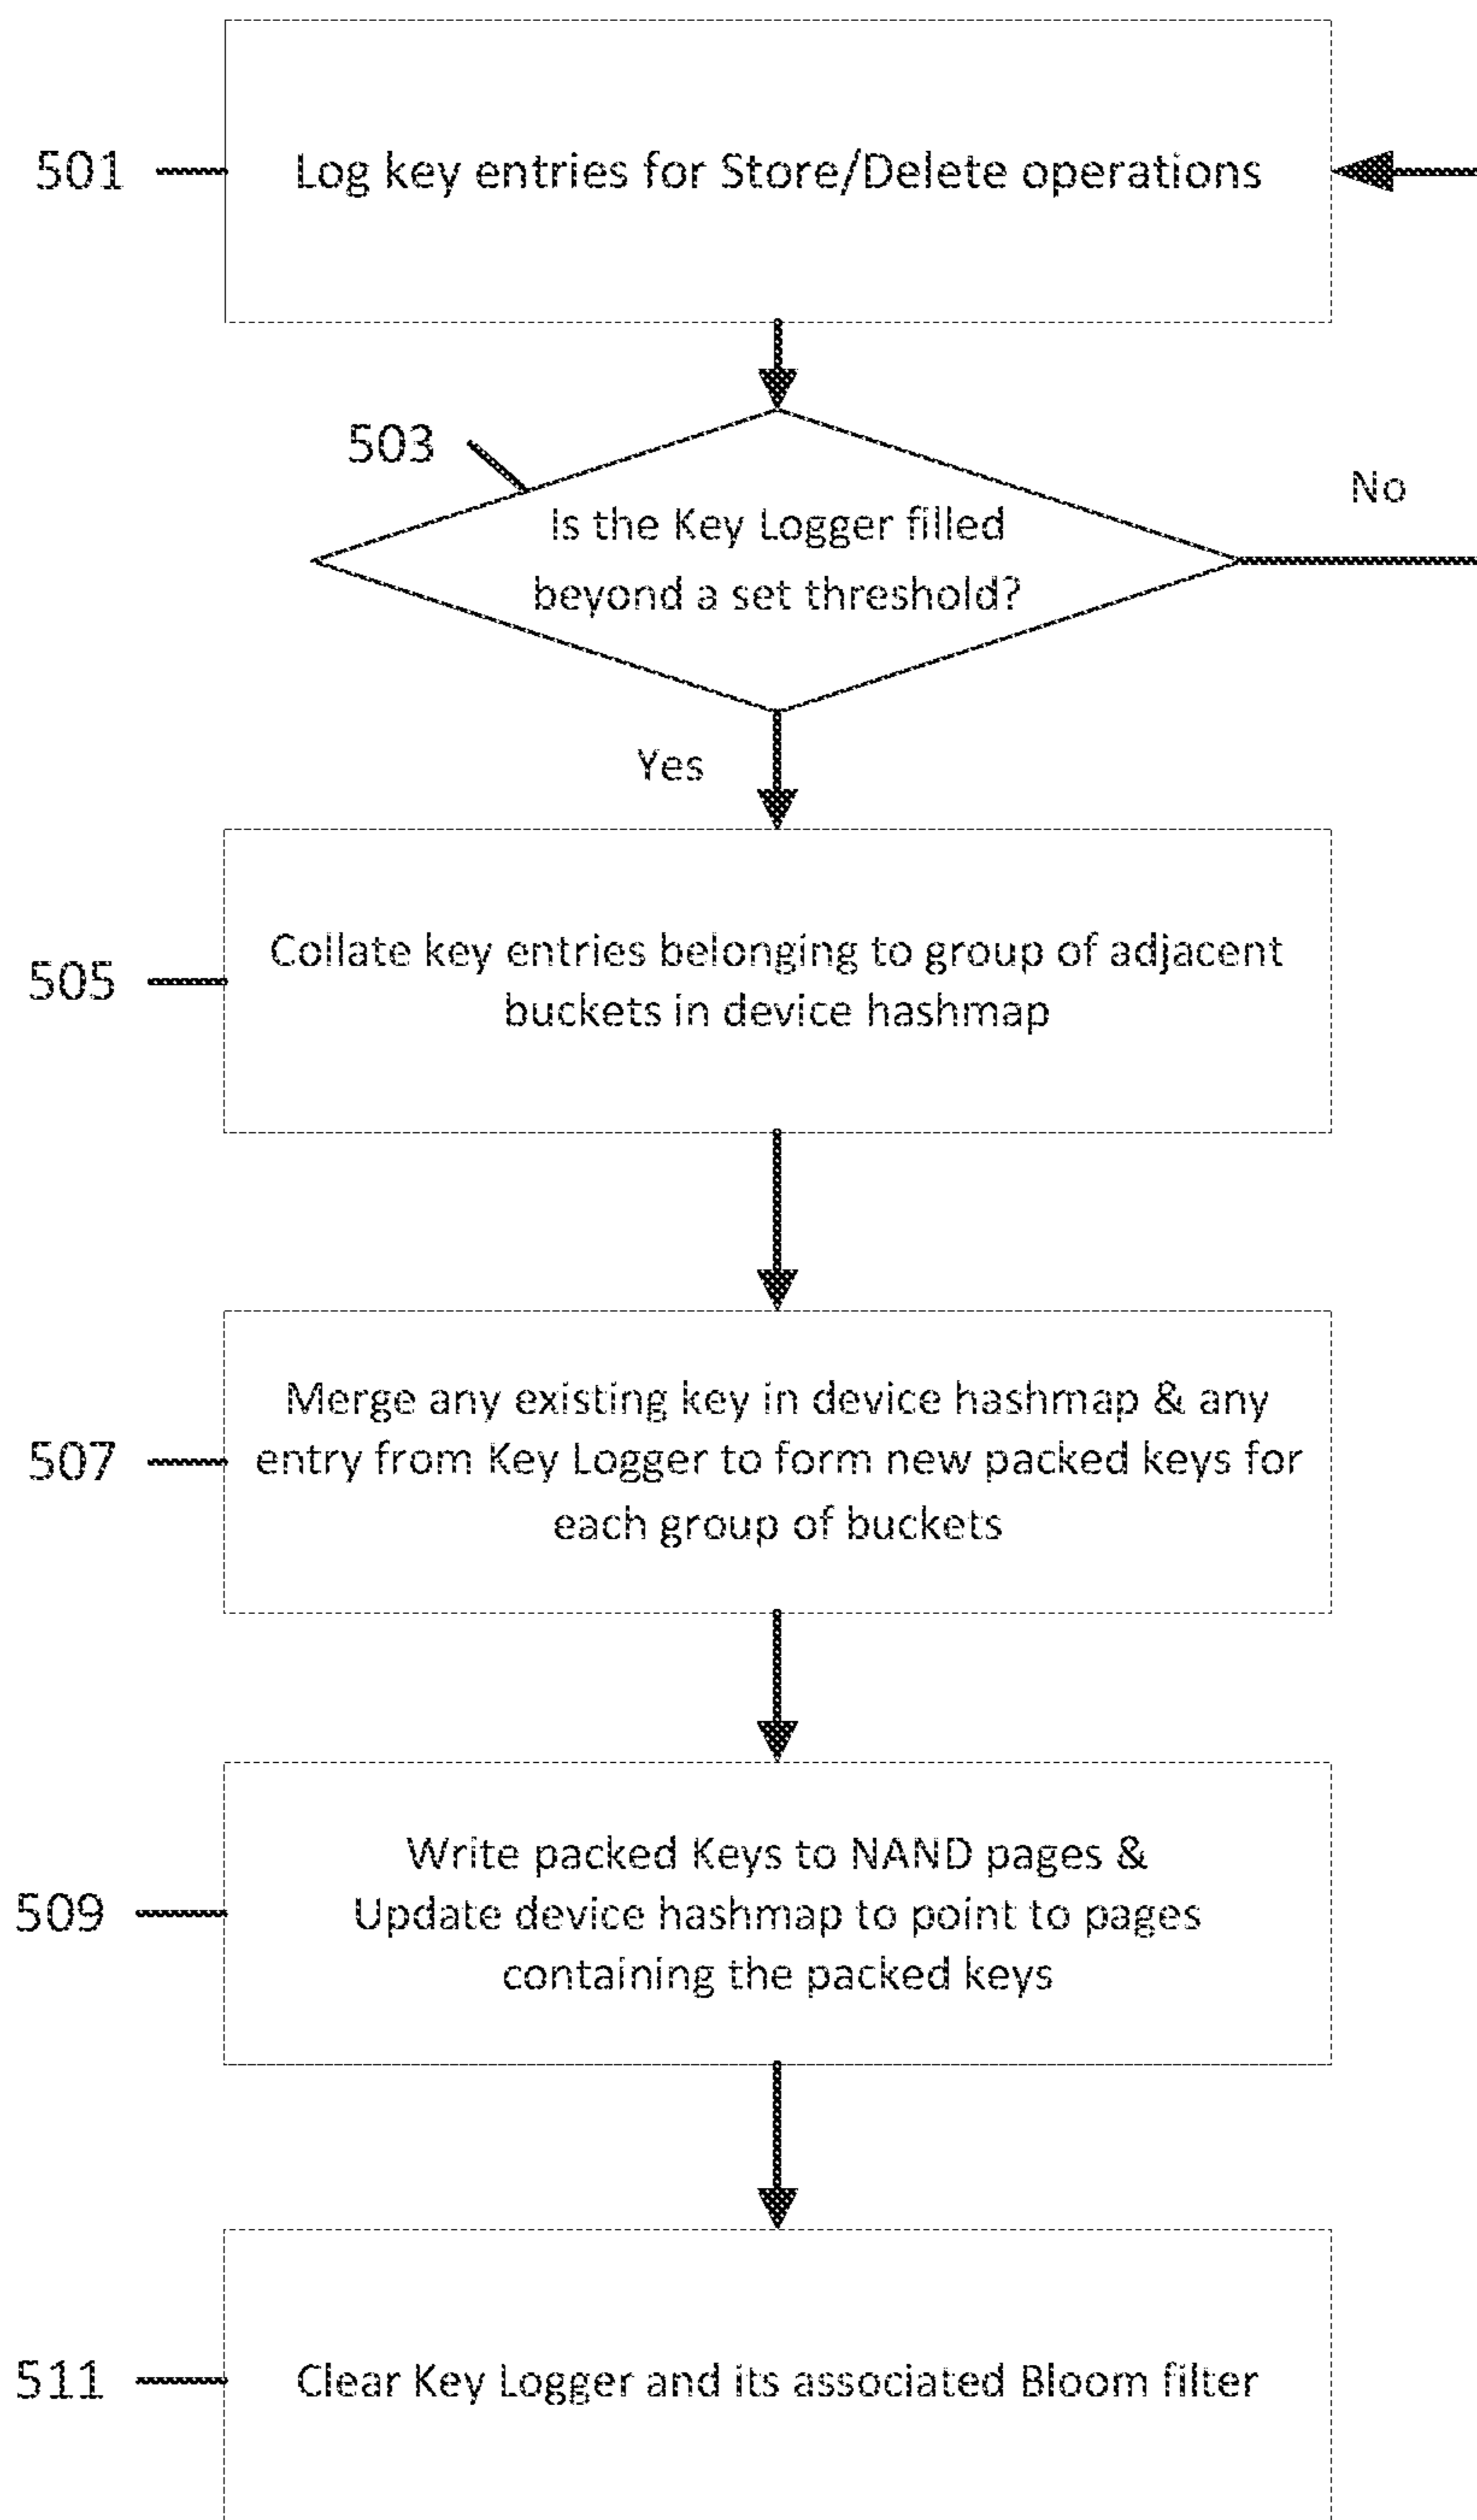 501
Log key entries for Store/Delete operations
503
Is the Key Logger filled
beyond a set threshold?
No
Yes
505
Collate key entries belonging to group of adjacent
buckets in device hashmap
507
Merge any existing key in device hashmap & any
entry from Key Logger to form new packed keys for
each group of buckets
509
Write packed Keys to NAND pages &
Update device hashmap to point to pages
containing the packed keys
511
Clear Key Logger and its associated Bloom filter